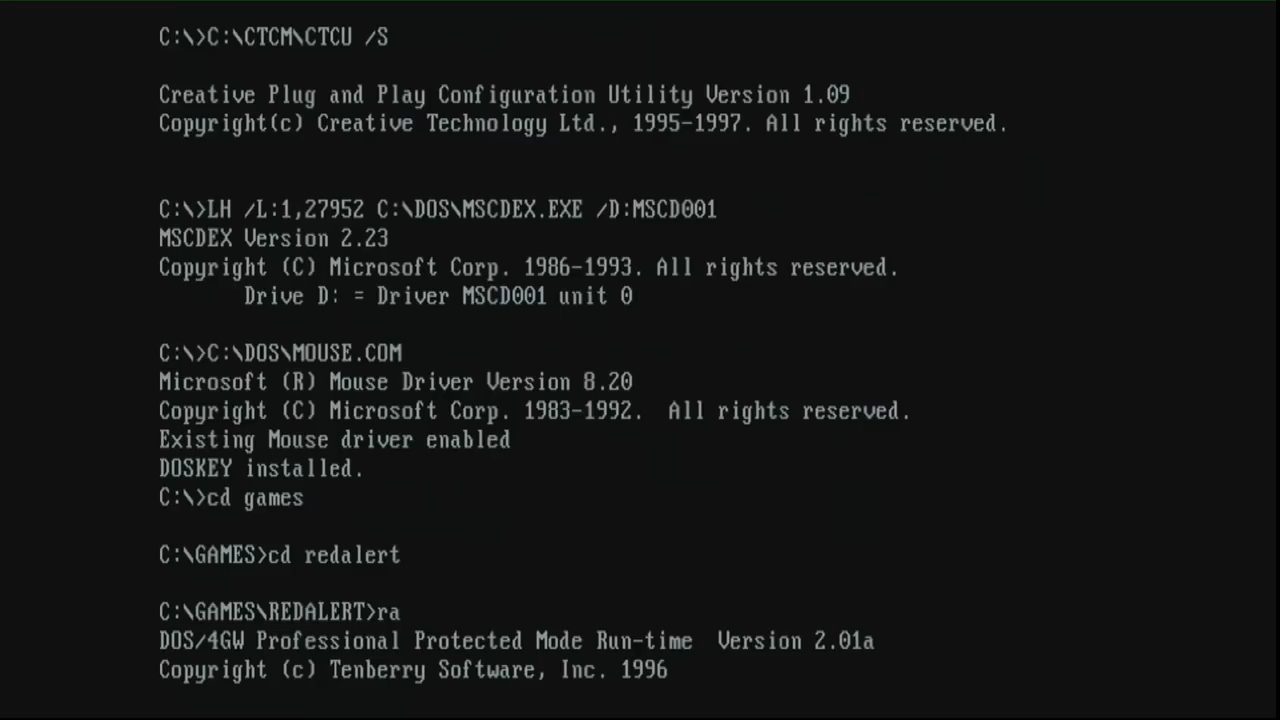 C:\>C:\CTCM\CTCU /S
Creative Plug and Play Configuration Utility Version 1.09
Copyright(c) Creative Technology Ltd., 1995-1997. All rights reserved.
C:\>LH /L:1,27952 C:\DOS\MSCDEX.EXE /D:MSCD001
MSCDEX Version 2.23
Copyright (C) Microsoft Corp. 1986-1993. All rights reserved.
Drive D: = Driver MSCD001 unit 0
C:\>C:\DOS\MOUSE.COM
Microsoft (R) Mouse Driver Version 8.20
Copyright (C) Microsoft Corp. 1983-1992.  All rights reserved.
Existing Mouse driver enabled
DOSKEY installed.
C:\>cd games
C:\GAMES>cd redalert
C:\GAMES\REDALERT>ra
DOS/4GW Professional Protected Mode Run-time  Version 2.01a
Copyright (c) Tenberry Software, Inc. 1996